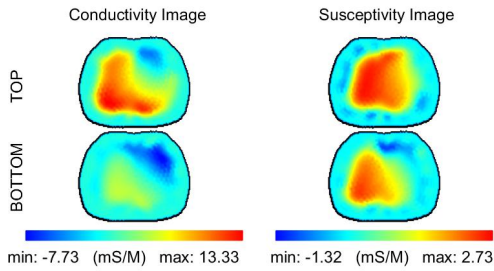 Conductivity Image
Susceptivity Image
TOP
BOTTOM
min: -7.73 (mS/M) max: 13.33
min: -1.32 (mS/M) max: 2.73